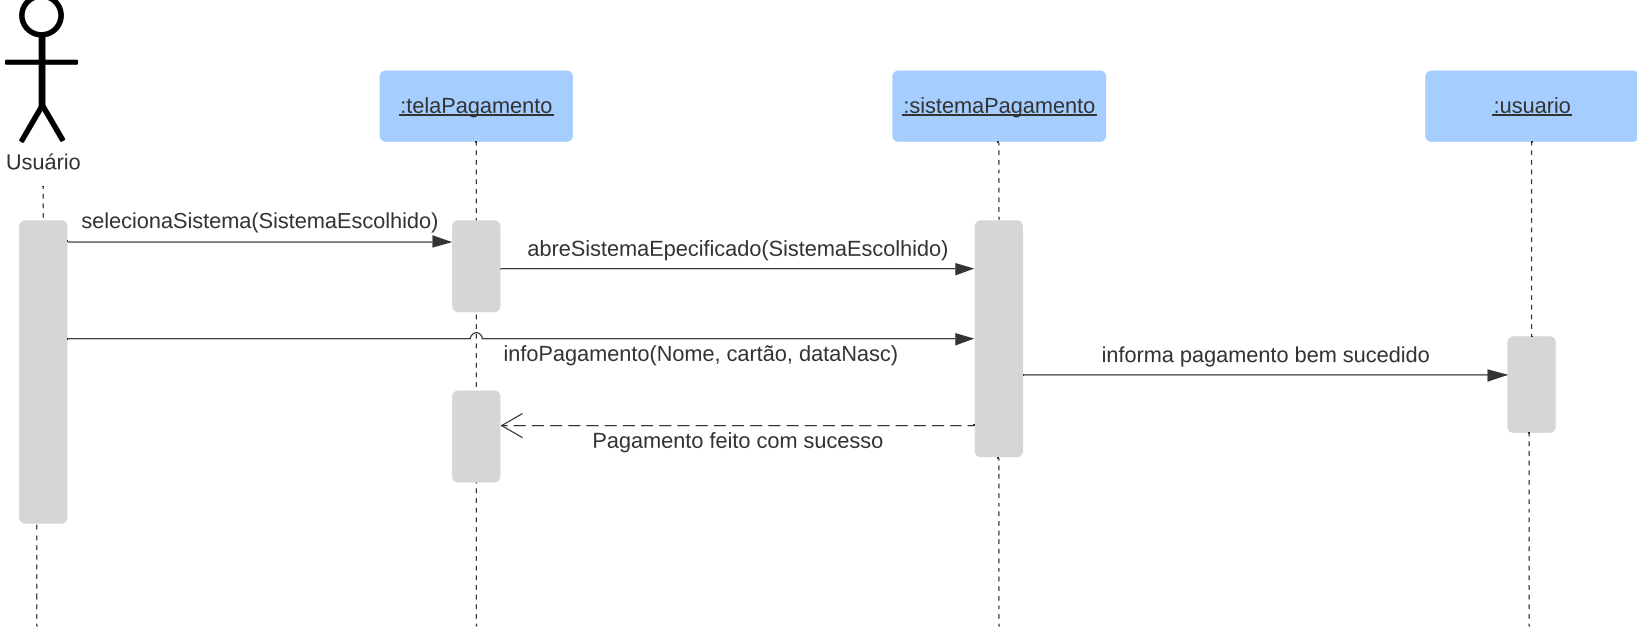 :telaPagamento
:sistemaPagamento
:usuario
Usuário
selecionaSistema(SistemaEscolhido)
abreSistemaEpecificado(SistemaEscolhido)
infoPagamento(Nome, cartão, dataNasc)
informa pagamento bem sucedido
Pagamento feito com sucesso